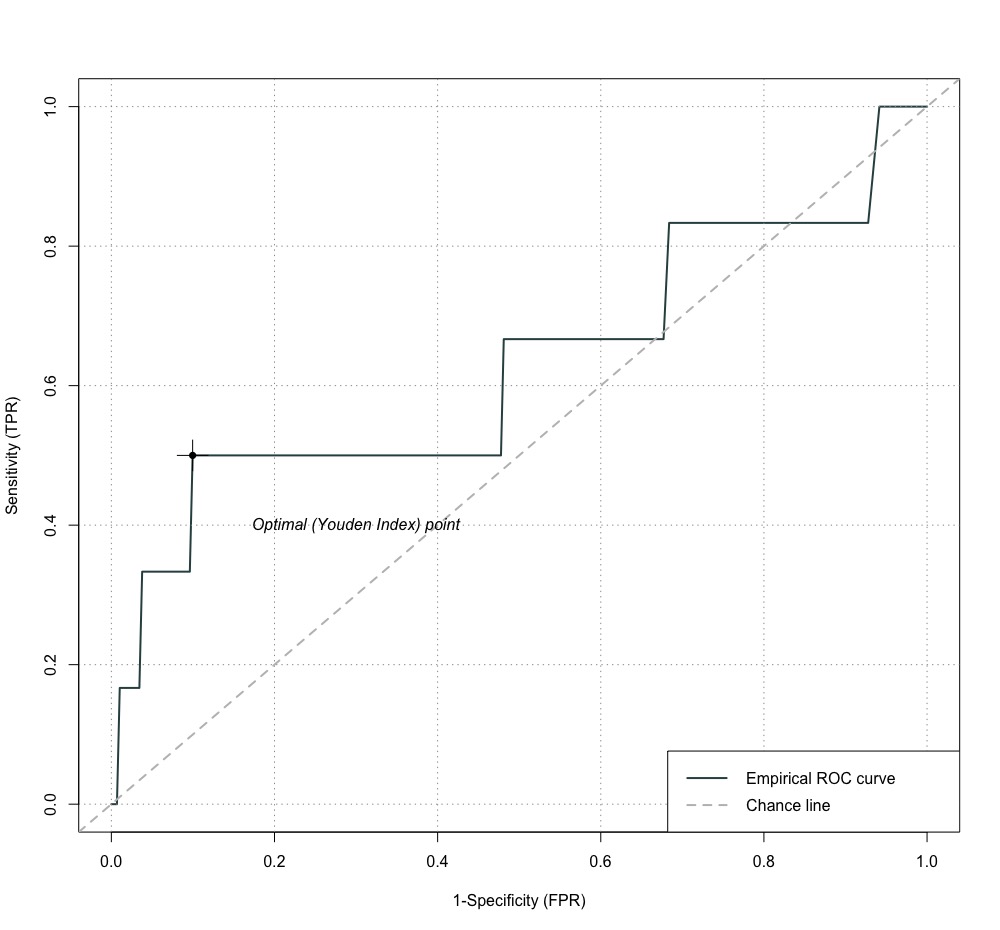 1.0
0.8
0.6
0.4
0.2
0.0
Sensitivity (TPR)
Optimal (Youden Index) point
Empirical ROC curve
Chance line
0.0 0.2 0.4 0.6 0.8 1.0
1-Specificity (FPR)